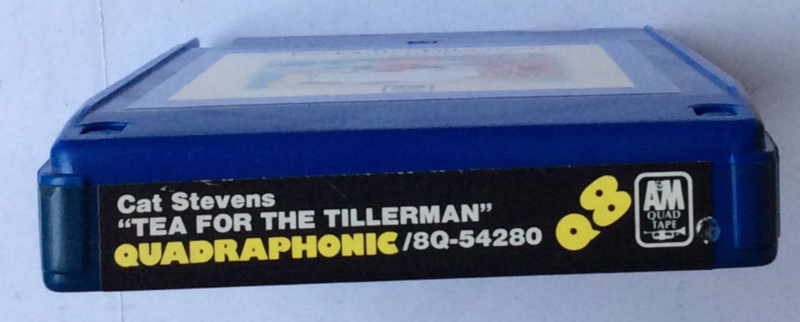 Cat Stevens
"TEA FOR THE TILLERMAN"
QUADRAPHONIC /8Q-54280
Q8
A&M
QUAD
TAPE